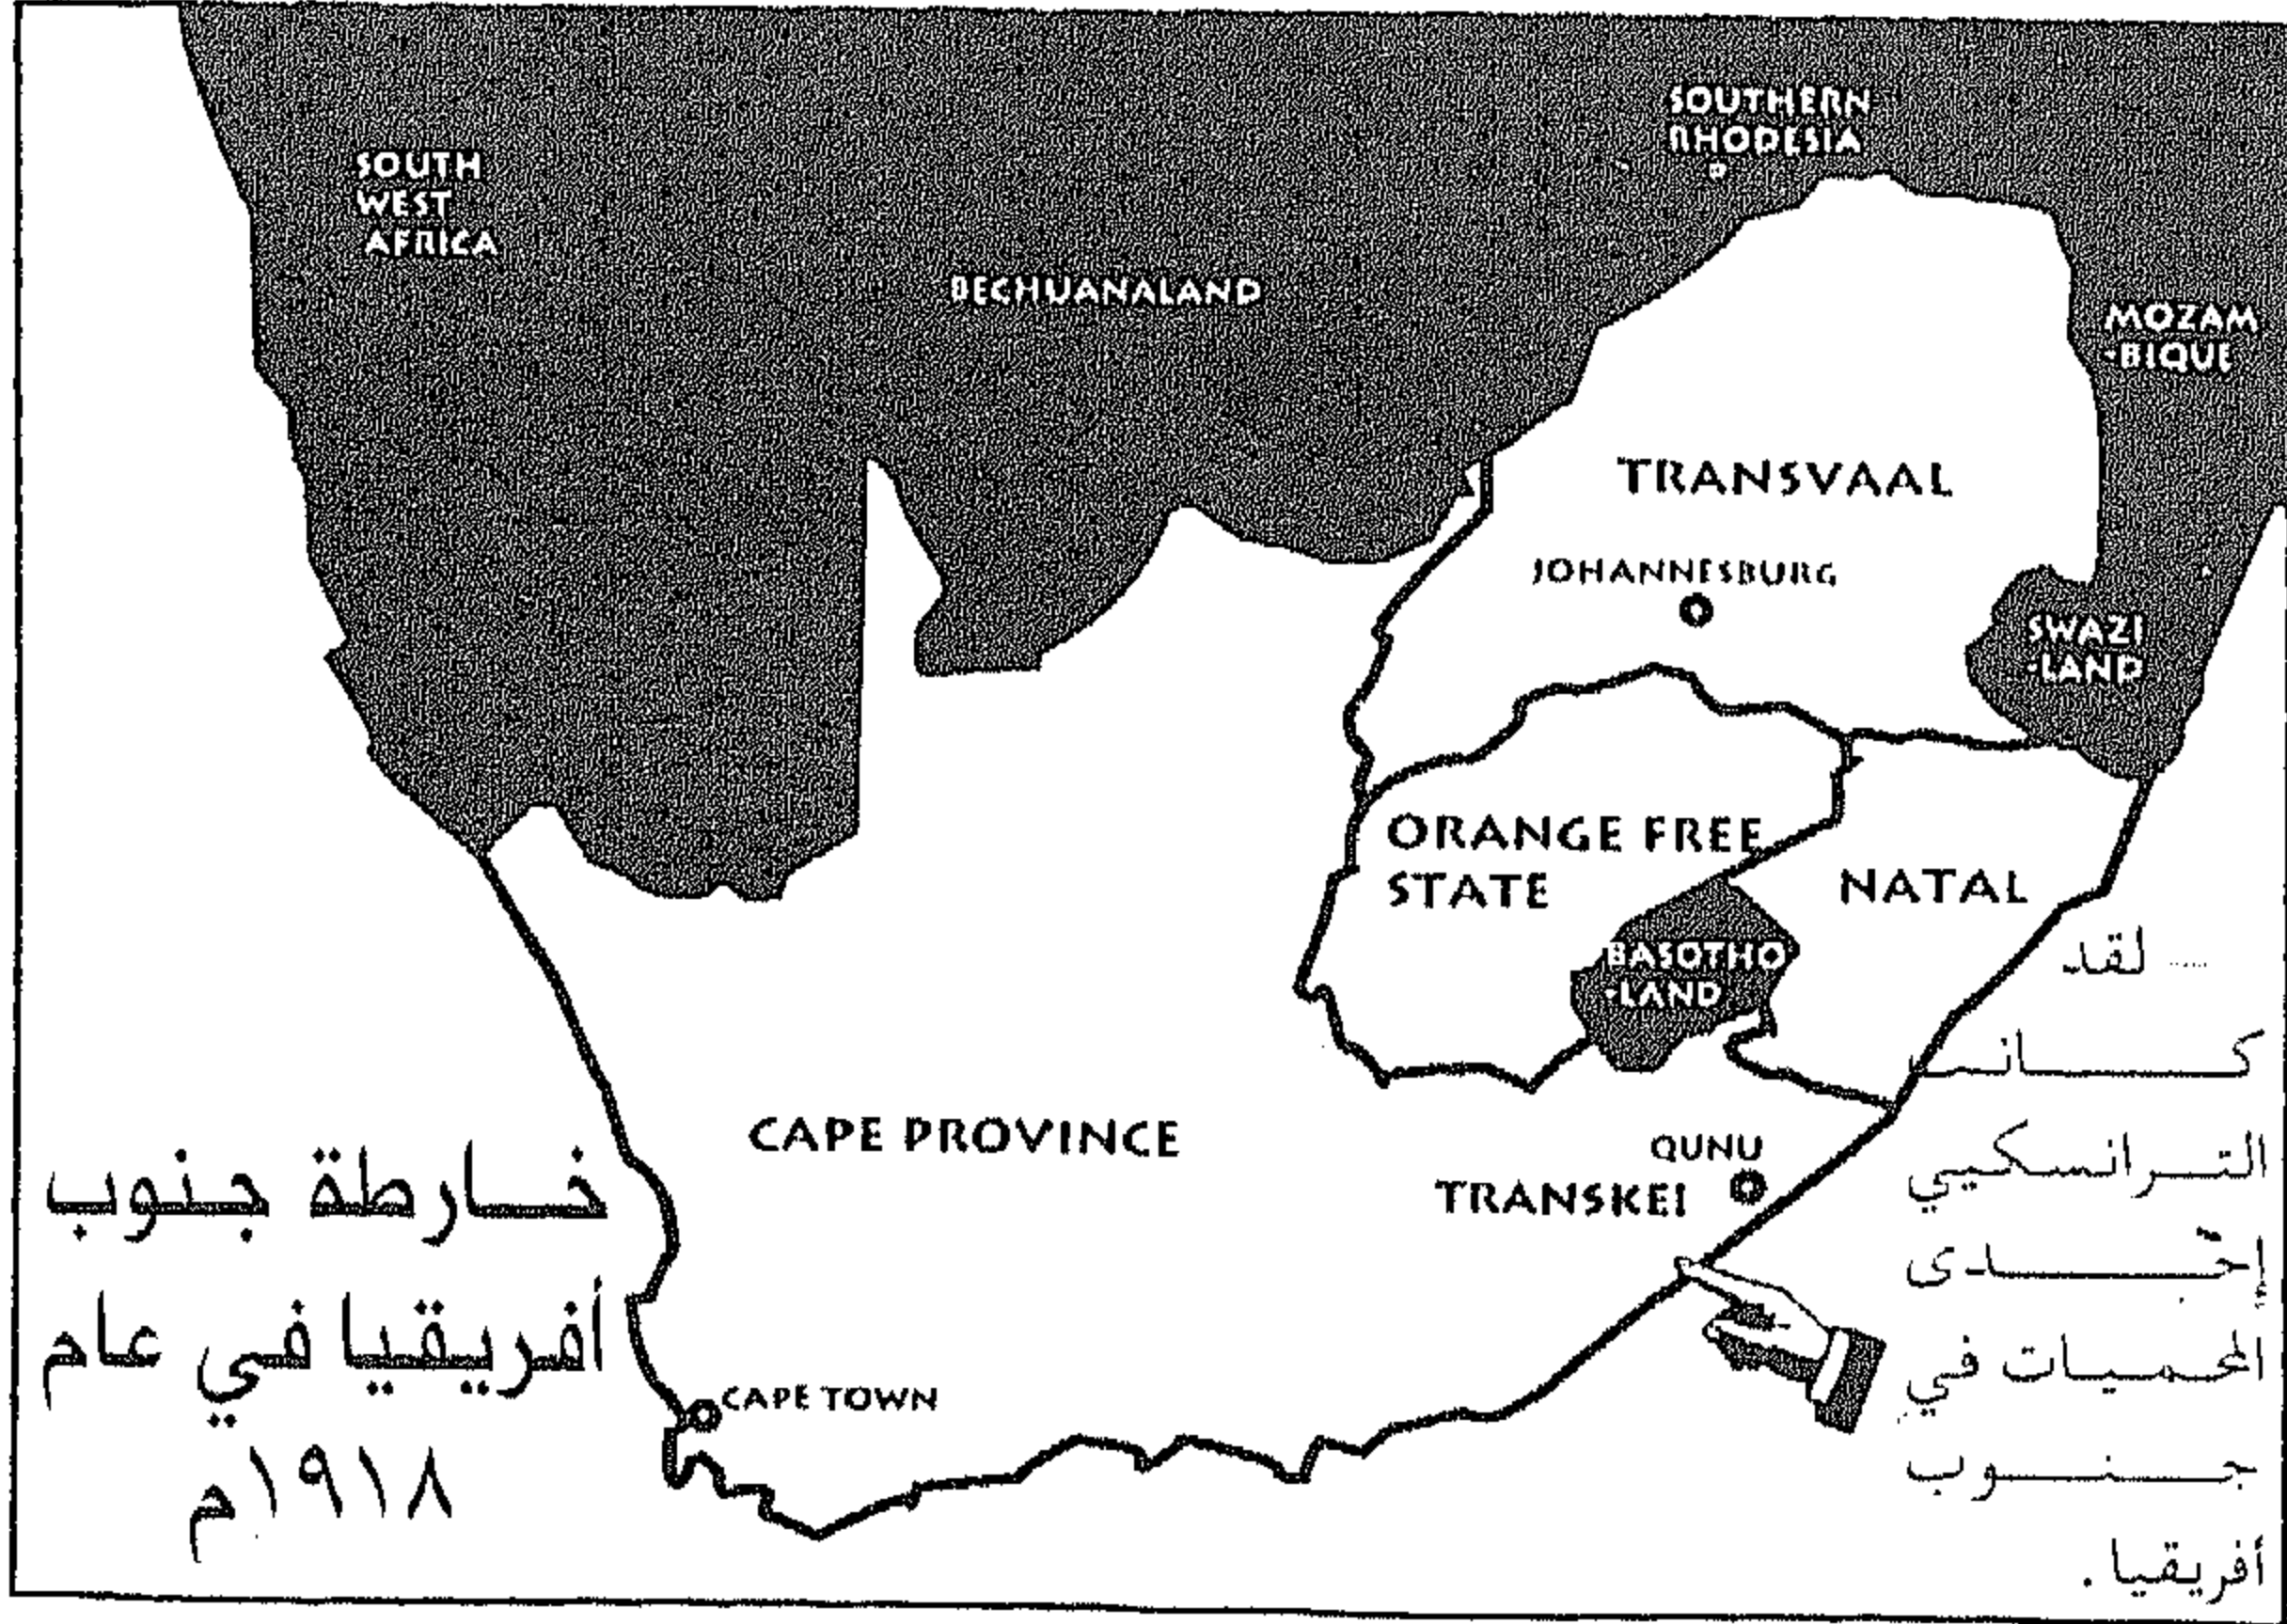 SOUTHERN
RHODESIA
SOUTH
WEST
AFRICA
BECHUANALAND
MOZAM
-BIQUE
TRANSVAAL
JOHANNESBURG
SWAZI
-LAND
ORANGE FREE
STATE
NATAL
BASOTHO
-LAND
CAPE PROVINCE
QUNU
TRANSKEI
CAPE TOWN
خارطة جنوب
أفريقيا في عام
١٩١٨م
لقد
كانت
الترانسكيي
إحدى
المحميات في
جنوب
أفريقيا.